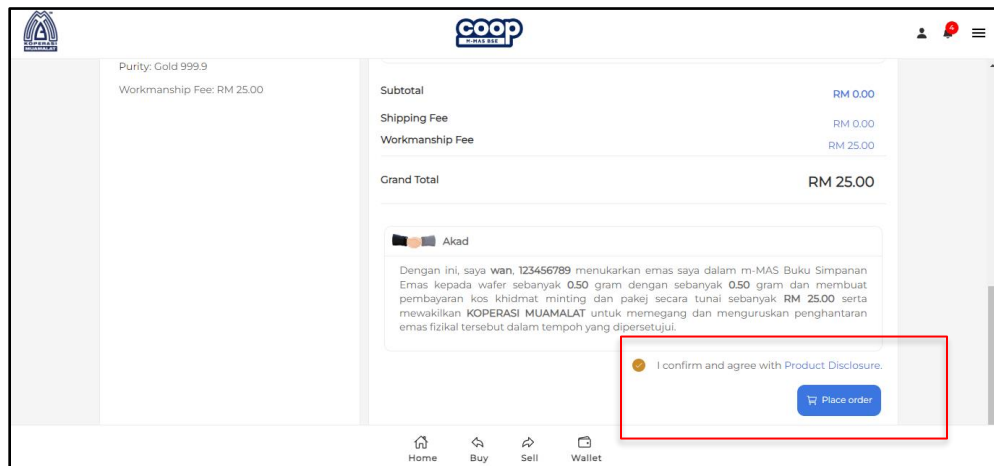 KOPERASI
MUAMALAT
coop
M-MAS BSE
4
Purity: Gold 999.9
Workmanship Fee: RM 25.00
Subtotal RM 0.00
Shipping Fee RM 0.00
Workmanship Fee RM 25.00
Grand Total RM 25.00
Akad
Dengan ini, saya wan, 123456789 menukarkan emas saya dalam m-MAS Buku Simpanan
Emas kepada wafer sebanyak 0.50 gram dengan sebanyak 0.50 gram dan membuat
pembayaran kos khidmat minting dan pakej secara tunai sebanyak RM 25.00 serta
mewakilkan KOPERASI MUAMALAT untuk memegang dan menguruskan penghantaran
emas fizikal tersebut dalam tempoh yang dipersetujui.
I confirm and agree with Product Disclosure.
Place order
Home Buy Sell Wallet